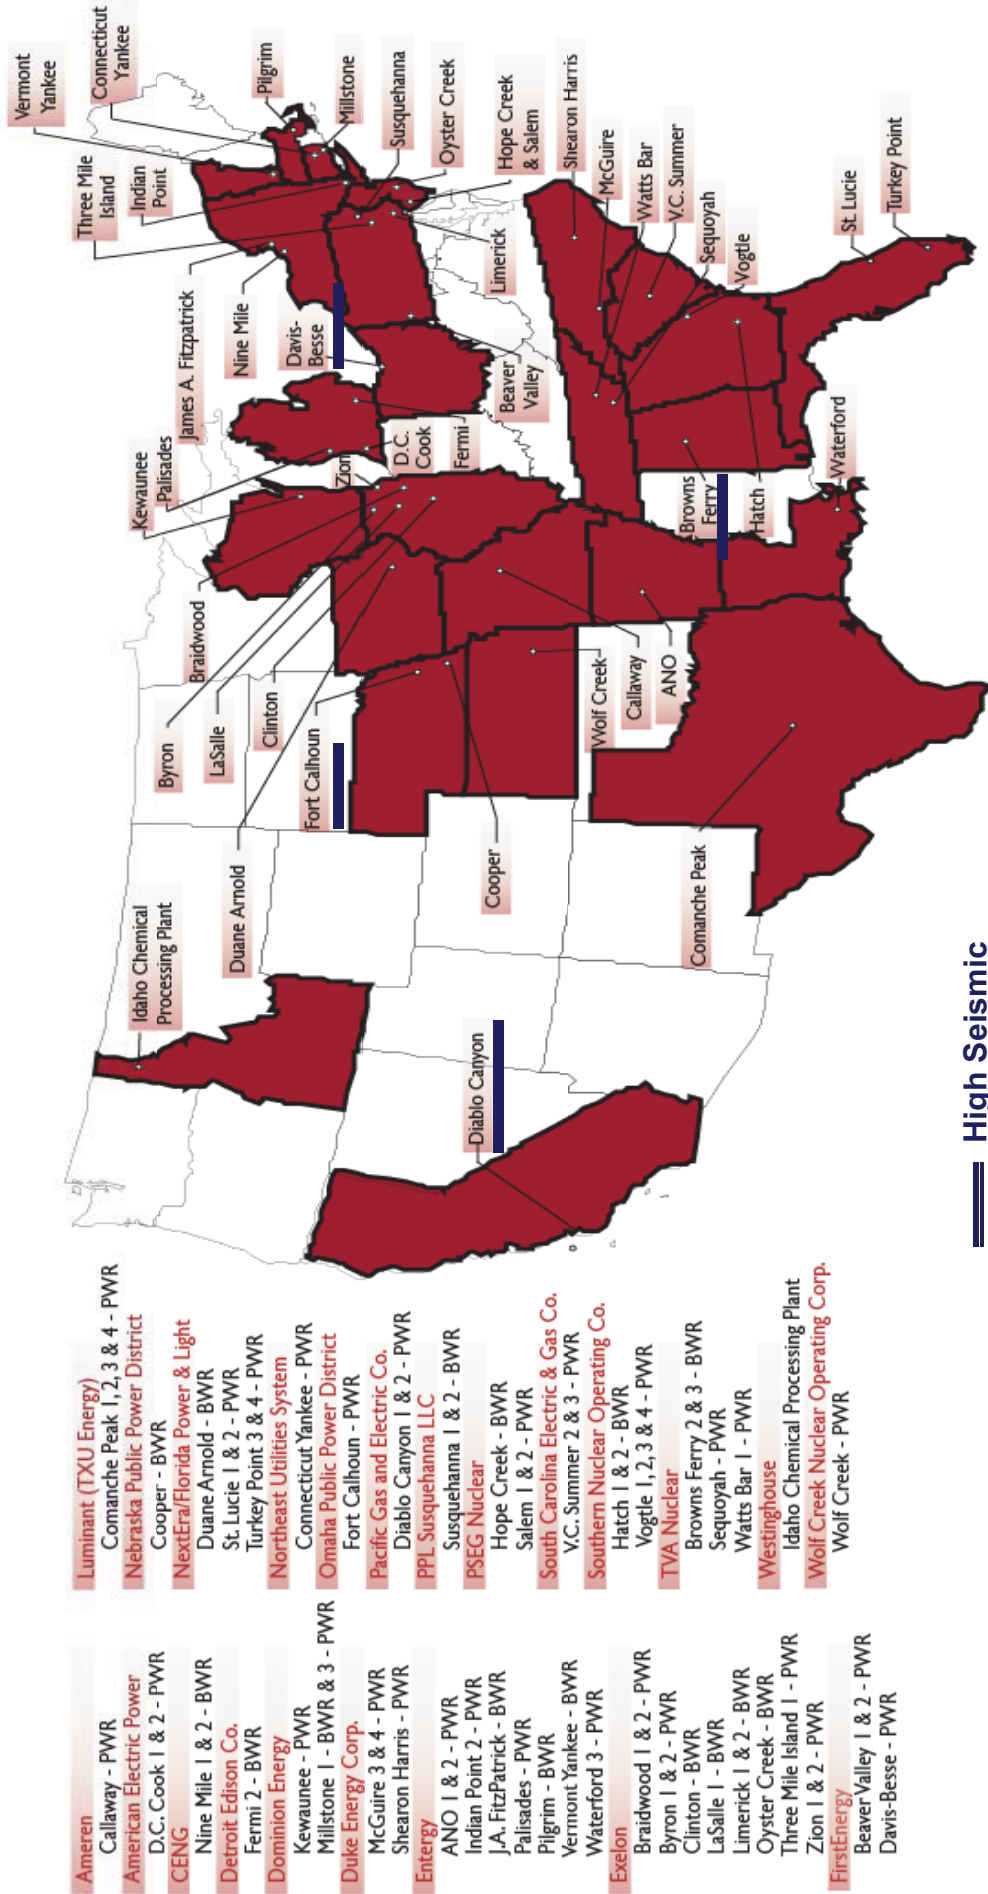 Ameren
Callaway - PWR
American Electric Power
D.C. Cook 1 & 2 - PWR
CENG
Nine Mile 1 & 2 - BWR
Detroit Edison Co.
Fermi 2 - BWR
Dominion Energy
Kewaunee - PWR
Millstone 1 - BWR & 3 - PWR
Duke Energy Corp.
McGuire 3 & 4 - PWR
Shearon Harris - PWR
Entergy
ANO 1 & 2 - PWR
Indian Point 2 - PWR
J.A. FitzPatrick - BWR
Palisades - PWR
Pilgrim - BWR
Vermont Yankee - BWR
Waterford 3 - PWR
Exelon
Braidwood 1 & 2 - PWR
Byron 1 & 2 - PWR
Clinton - BWR
LaSalle 1 - BWR
Limerick 1 & 2 - BWR
Oyster Creek - BWR
Three Mile Island 1 - PWR
Zion 1 & 2 - PWR
FirstEnergy
Beaver Valley 1 & 2 - PWR
Davis-Besse - PWR
Luminant (TXU Energy)
Comanche Peak 1,2,3 & 4 - PWR
Nebraska Public Power District
Cooper - BWR
NextEra/Florida Power & Light
Duane Arnold - BWR
St. Lucie 1 & 2 - PWR
Turkey Point 3 & 4 - PWR
Northeast Utilities System
Connecticut Yankee - PWR
Omaha Public Power District
Fort Calhoun - PWR
Pacific Gas and Electric Co.
Diablo Canyon 1 & 2 - PWR
PPL Susquehanna LLC
Susquehanna 1 & 2 - BWR
PSEG Nuclear
Hope Creek - BWR
Salem 1 & 2 - PWR
South Carolina Electric & Gas Co.
V.C. Summer 2 & 3 - PWR
Southern Nuclear Operating Co.
Hatch 1 & 2 - BWR
Vogtle 1, 2, 3 & 4 - PWR
TVA Nuclear
Browns Ferry 2 & 3 - BWR
Sequoyah - PWR
Watts Bar 1 - PWR
Westinghouse
Idaho Chemical Processing Plant
Wolf Creek Nuclear Operating Corp.
Wolf Creek - PWR
Idaho Chemical
Processing Plant
Diablo Canyon
Duane Arnold
Byron
LaSalle
Clinton
Fort Calhoun
Cooper
Comanche Peak
Braidwood
Kewaunee
Palisades
James A. Fitzpatrick
Nine Mile
Davis-
Besse
Zion
D.C.
Cook
Fermi
Beaver
Valley
Wolf Creek
Callaway
ANO
Browns
Ferry
Hatch
Waterford
Vermont
Yankee
Connecticut
Yankee
Three Mile
Island
Indian
Point
Pilgrim
Millstone
Susquehanna
Oyster Creek
Hope Creek
& Salem
Limerick
Shearon Harris
McGuire
Watts Bar
V.C. Summer
Sequoyah
Vogtle
St. Lucie
Turkey Point
High Seismic